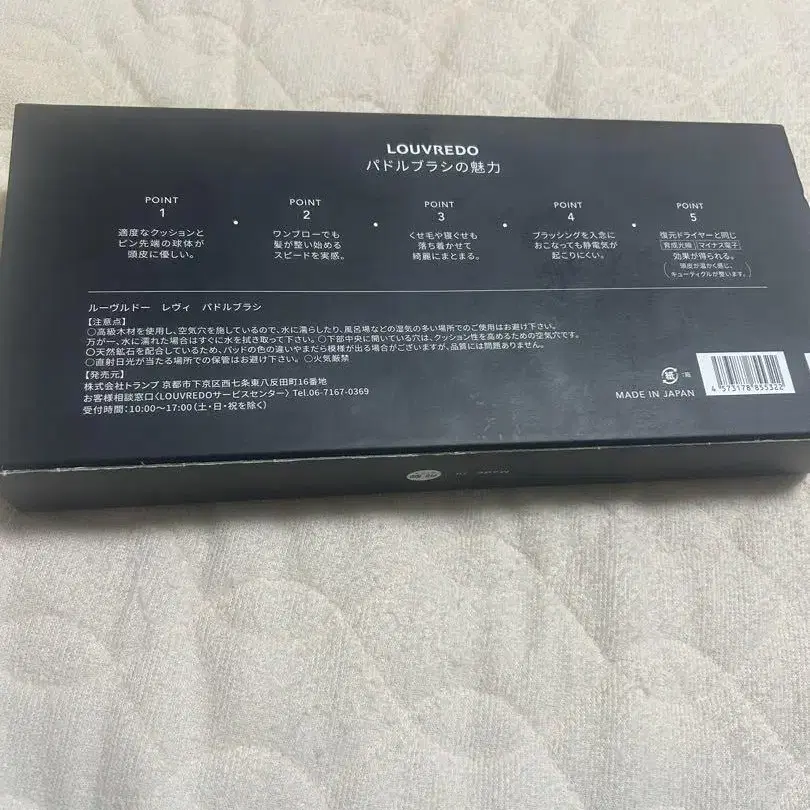 LOUVREDO
パドルブラシの魅力
POINT
1
適度なクッションと
ピン先端の球体が
頭皮に優しい。
POINT
2
ワンブローでも
髪が整い始める
スピードを実感。
POINT
3
くせ毛や寝ぐせも
落ち着かせて
綺麗にまとまる。
POINT
4
ブラッシングを入念に
おこなっても静電気が
起こりにくい。
POINT
5
復元ドライヤーと同じ
育成光線 マイナス電子
効果が得られる。
(頭皮が温かく感じ、
キューティクルが整います。)
ルーヴルドー レヴィ パドルブラシ
【注意点】
○高級木材を使用し、空気穴を施しているので、水に濡らしたり、風呂場などの湿気の多い場所でのご使用はお避け下さい。
万が一、水に濡れた場合はすぐに水を拭き取って下さい。○下部中央に開いている穴は、クッション性を高めるための空気穴です。
○天然鉱石を配合しているため、パッドの色の違いやまだら模様が出る場合がございますが、品質には問題ありません。
○直射日光が当たる場所での保管はお避け下さい。○火気厳禁
【発売元】
株式会社トランプ 京都市下京区西七条東八反田町16番地
お客様相談窓口〈LOUVREDOサービスセンター〉Tel.06-7167-0369
受付時間:10:00〜17:00(土・日・祝を除く)
紙 :箱
MADE IN JAPAN
4 573178 855322